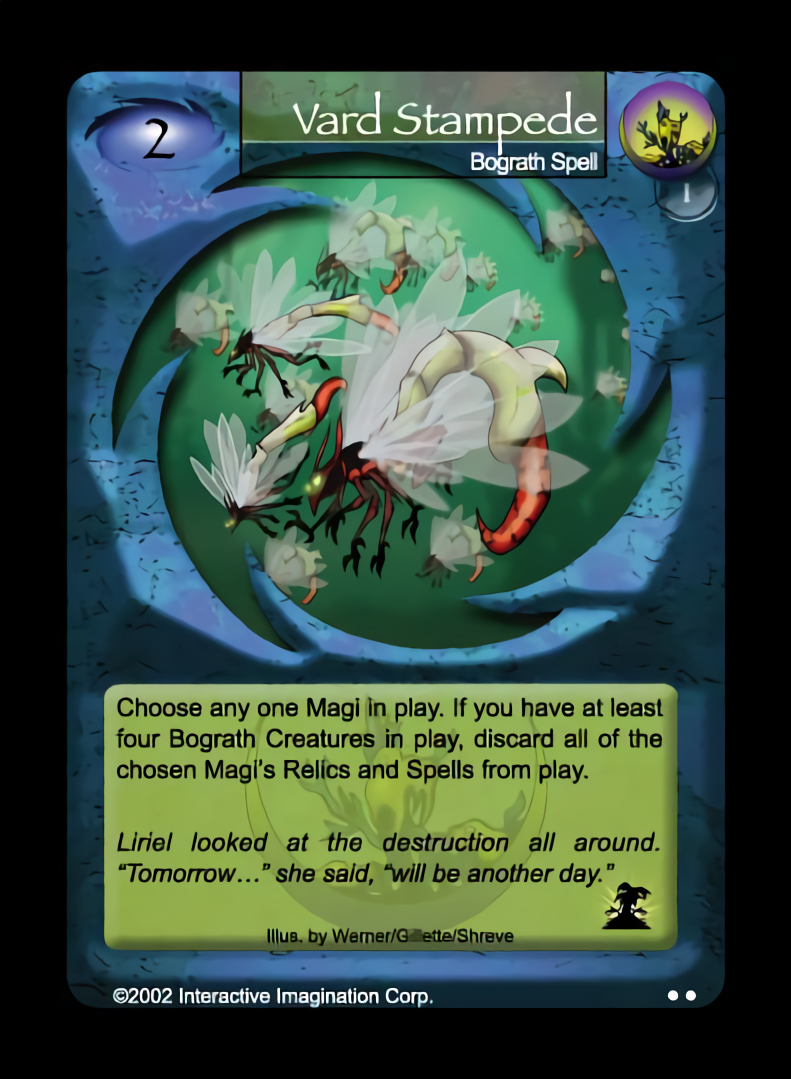 2
Vard Stampede
Bograth Spell
1
Choose any one Magi in play. If you have at least
four Bograth Creatures in play, discard all of the
chosen Magi's Relics and Spells from play.
Liriel looked at the destruction all around.
“Tomorrow...” she said, “will be another day.”
Illus. by Werner/Gillette/Shreve
©2002 Interactive Imagination Corp.